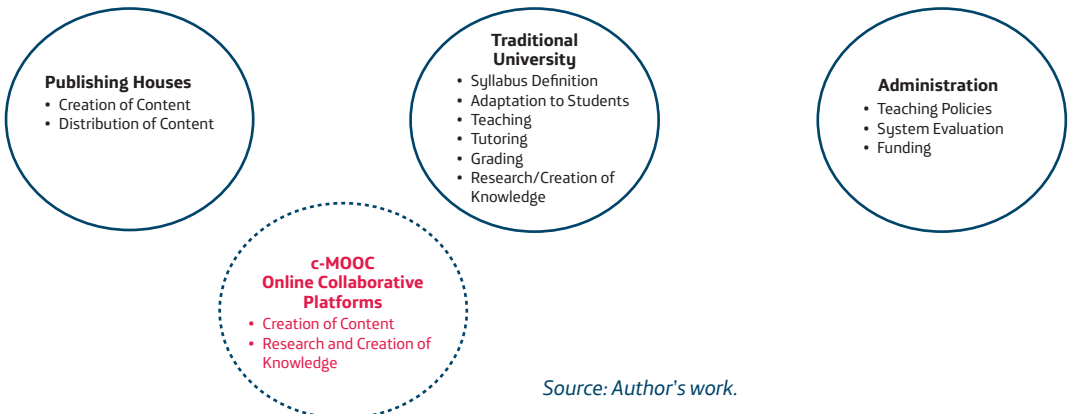 Publishing Houses
• Creation of Content
• Distribution of Content
Traditional
University
• Syllabus Definition
• Adaptation to Students
• Teaching
• Tutoring
• Grading
• Research/Creation of
Knowledge
Administration
• Teaching Policies
• System Evaluation
• Funding
c-MOOC
Online Collaborative
Platforms
• Creation of Content
• Research and Creation of
Knowledge
Source: Author's work.